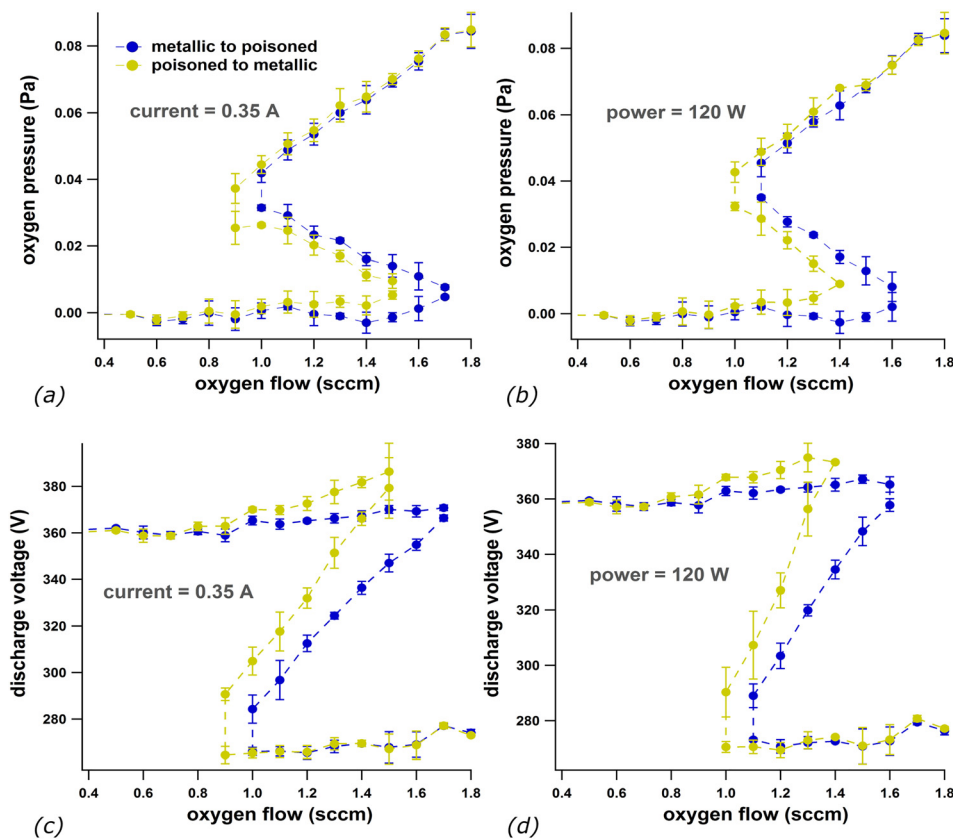 0.08
0.06
0.04
0.02
0.00
oxygen pressure (Pa)
metallic to poisoned
poisoned to metallic
current = 0.35 A
0.4 0.6 0.8 1.0 1.2 1.4 1.6 1.8
oxygen flow (sccm)
(a)
0.08
0.06
0.04
0.02
0.00
oxygen pressure (Pa)
power = 120 W
0.4 0.6 0.8 1.0 1.2 1.4 1.6 1.8
oxygen flow (sccm)
(b)
380
360
340
320
300
280
discharge voltage (V)
current = 0.35 A
0.4 0.6 0.8 1.0 1.2 1.4 1.6 1.8
oxygen flow (sccm)
(c)
380
360
340
320
300
280
discharge voltage (V)
power = 120 W
0.4 0.6 0.8 1.0 1.2 1.4 1.6 1.8
oxygen flow (sccm)
(d)